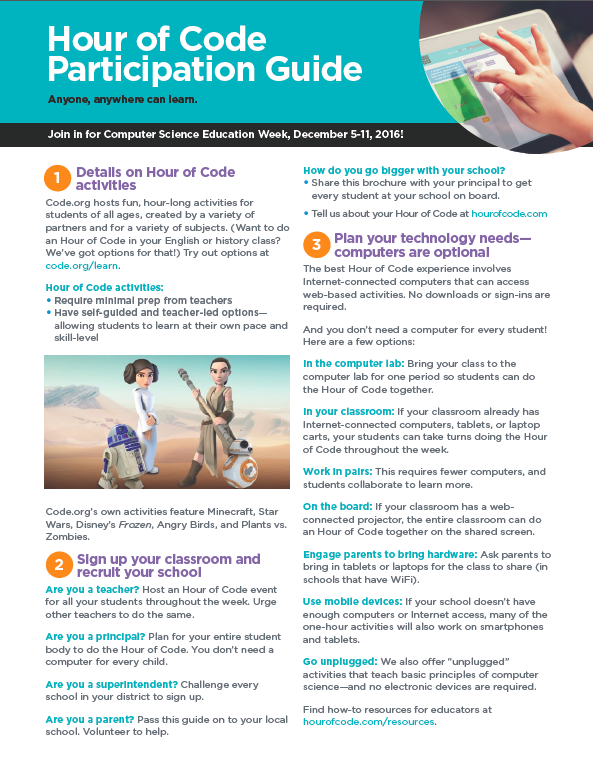 Hour of Code
Participation Guide
Anyone, anywhere can learn.
Join in for Computer Science Education Week, December 5-11, 2016!
1
Details on Hour of Code
activities
Code.org hosts fun, hour-long activities for
students of all ages, created by a variety of
partners and for a variety of subjects. (Want to do
an Hour of Code in your English or history class?
We've got options for that!) Try out options at
code.org/learn.
Hour of Code activities:
• Require minimal prep from teachers
• Have self-guided and teacher-led options—
allowing students to learn at their own pace and
skill-level
Code.org's own activities feature Minecraft, Star
Wars, Disney's Frozen, Angry Birds, and Plants vs.
Zombies.
2
Sign up your classroom and
recruit your school
Are you a teacher? Host an Hour of Code event
for all your students throughout the week. Urge
other teachers to do the same.
Are you a principal? Plan for your entire student
body to do the Hour of Code. You don't need a
computer for every child.
Are you a superintendent? Challenge every
school in your district to sign up.
Are you a parent? Pass this guide on to your local
school. Volunteer to help.
How do you go bigger with your school?
• Share this brochure with your principal to get
every student at your school on board.
• Tell us about your Hour of Code at hourofcode.com
3
Plan your technology needs—
computers are optional
The best Hour of Code experience involves
Internet-connected computers that can access
web-based activities. No downloads or sign-ins are
required.
And you don't need a computer for every student!
Here are a few options:
In the computer lab: Bring your class to the
computer lab for one period so students can do
the Hour of Code together.
In your classroom: If your classroom already has
Internet-connected computers, tablets, or laptop
carts, your students can take turns doing the Hour
of Code throughout the week.
Work in pairs: This requires fewer computers, and
students collaborate to learn more.
On the board: If your classroom has a web-
connected projector, the entire classroom can do
an Hour of Code together on the shared screen.
Engage parents to bring hardware: Ask parents to
bring in tablets or laptops for the class to share (in
schools that have WiFi).
Use mobile devices: If your school doesn't have
enough computers or Internet access, many of the
one-hour activities will also work on smartphones
and tablets.
Go unplugged: We also offer "unplugged"
activities that teach basic principles of computer
science—and no electronic devices are required.
Find how-to resources for educators at
hourofcode.com/resources.